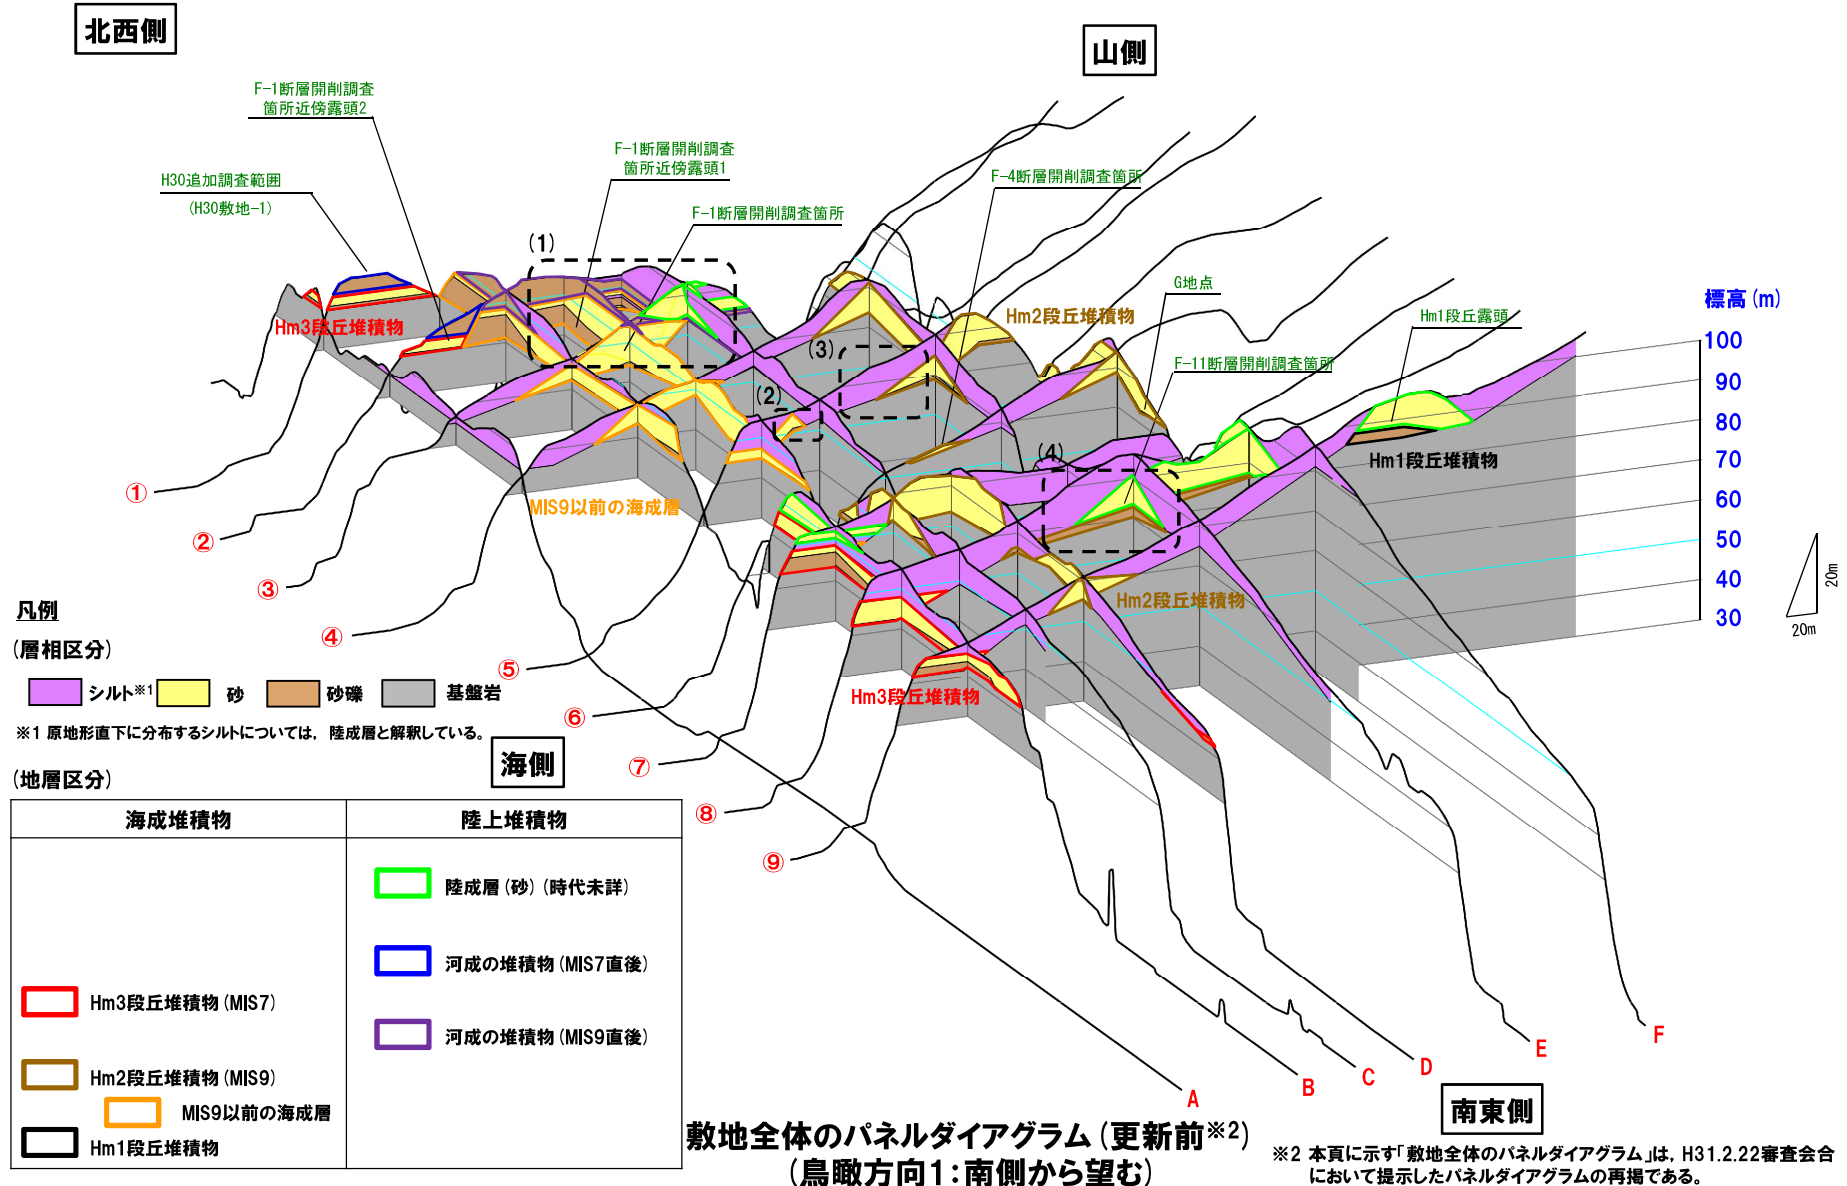 北西側
山側
F-1断層開削調査
箇所近傍露頭2
F-1断層開削調査
箇所近傍露頭1
H30追加調査範囲
(H30敷地-1)
F-4断層開削調査箇所
F-1断層開削調査箇所
(1)
G地点
標高(m)
Hm3段丘堆積物
Hm2段丘堆積物
Hm1段丘露頭
(3)
F-11断層開削調査箇所
100
90
(2)
80
(4)
Hm1段丘堆積物
70
①
MIS9以前の海成層
60
②
50
③
40
Hm2段丘堆積物
30
20m
20m
凡例
④
(層相区分)
⑤
シルト※1
砂
砂礫
基盤岩
Hm3段丘堆積物
⑥
※1 原地形直下に分布するシルトについては, 陸成層と解釈している。
海側
⑦
(地層区分)
⑧
海成堆積物
陸上堆積物
⑨
陸成層(砂)(時代未詳)
河成の堆積物(MIS7直後)
Hm3段丘堆積物(MIS7)
河成の堆積物(MIS9直後)
Hm2段丘堆積物(MIS9)
MIS9以前の海成層
Hm1段丘堆積物
A
B
C
D
E
F
南東側
敷地全体のパネルダイアグラム(更新前※2)
(鳥瞰方向1:南側から望む)
※2 本頁に示す「敷地全体のパネルダイアグラム」は, H31.2.22審査会合
において提示したパネルダイアグラムの再掲である。